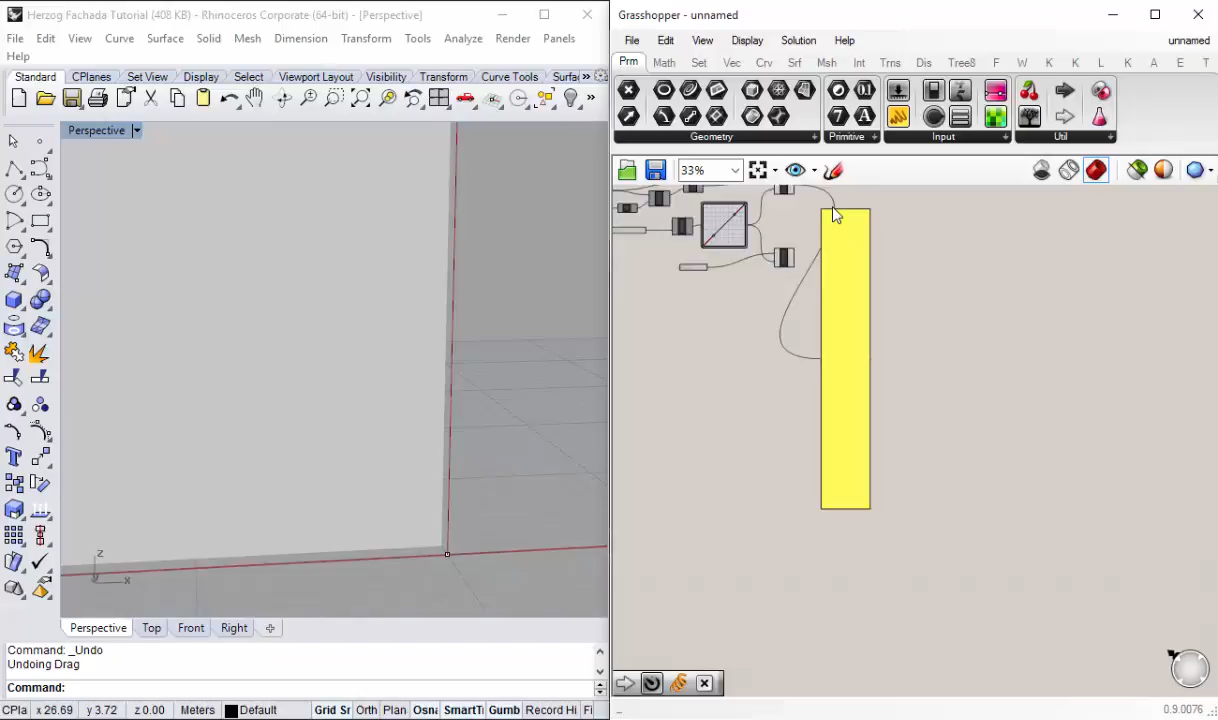 Herzog Fachada Tutorial (408 KB) - Rhinoceros Corporate (64-bit) - [Perspective]
File Edit View Curve Surface Solid Mesh Dimension Transform Tools Analyze Render Panels
Help
Standard CPlanes Set View Display Select Viewport Layout Visibility Transform Curve Tools Surfa »
Perspective
z
x
Perspective Top Front Right
Command: _Undo
Undoing Drag
Command:
CPla x 26.69 y 3.72 z 0.00 Meters Default Grid Sr Orth Plan Osna SmartTi Gumb Record Hi Fi
Grasshopper - unnamed
File Edit View Display Solution Help unnamed
Prm Math Set Vec Crv Srf Msh Int Trns Dis Tree8 F W K K L K A E T
Geometry Primitive Input Util
33%
0.9.0076